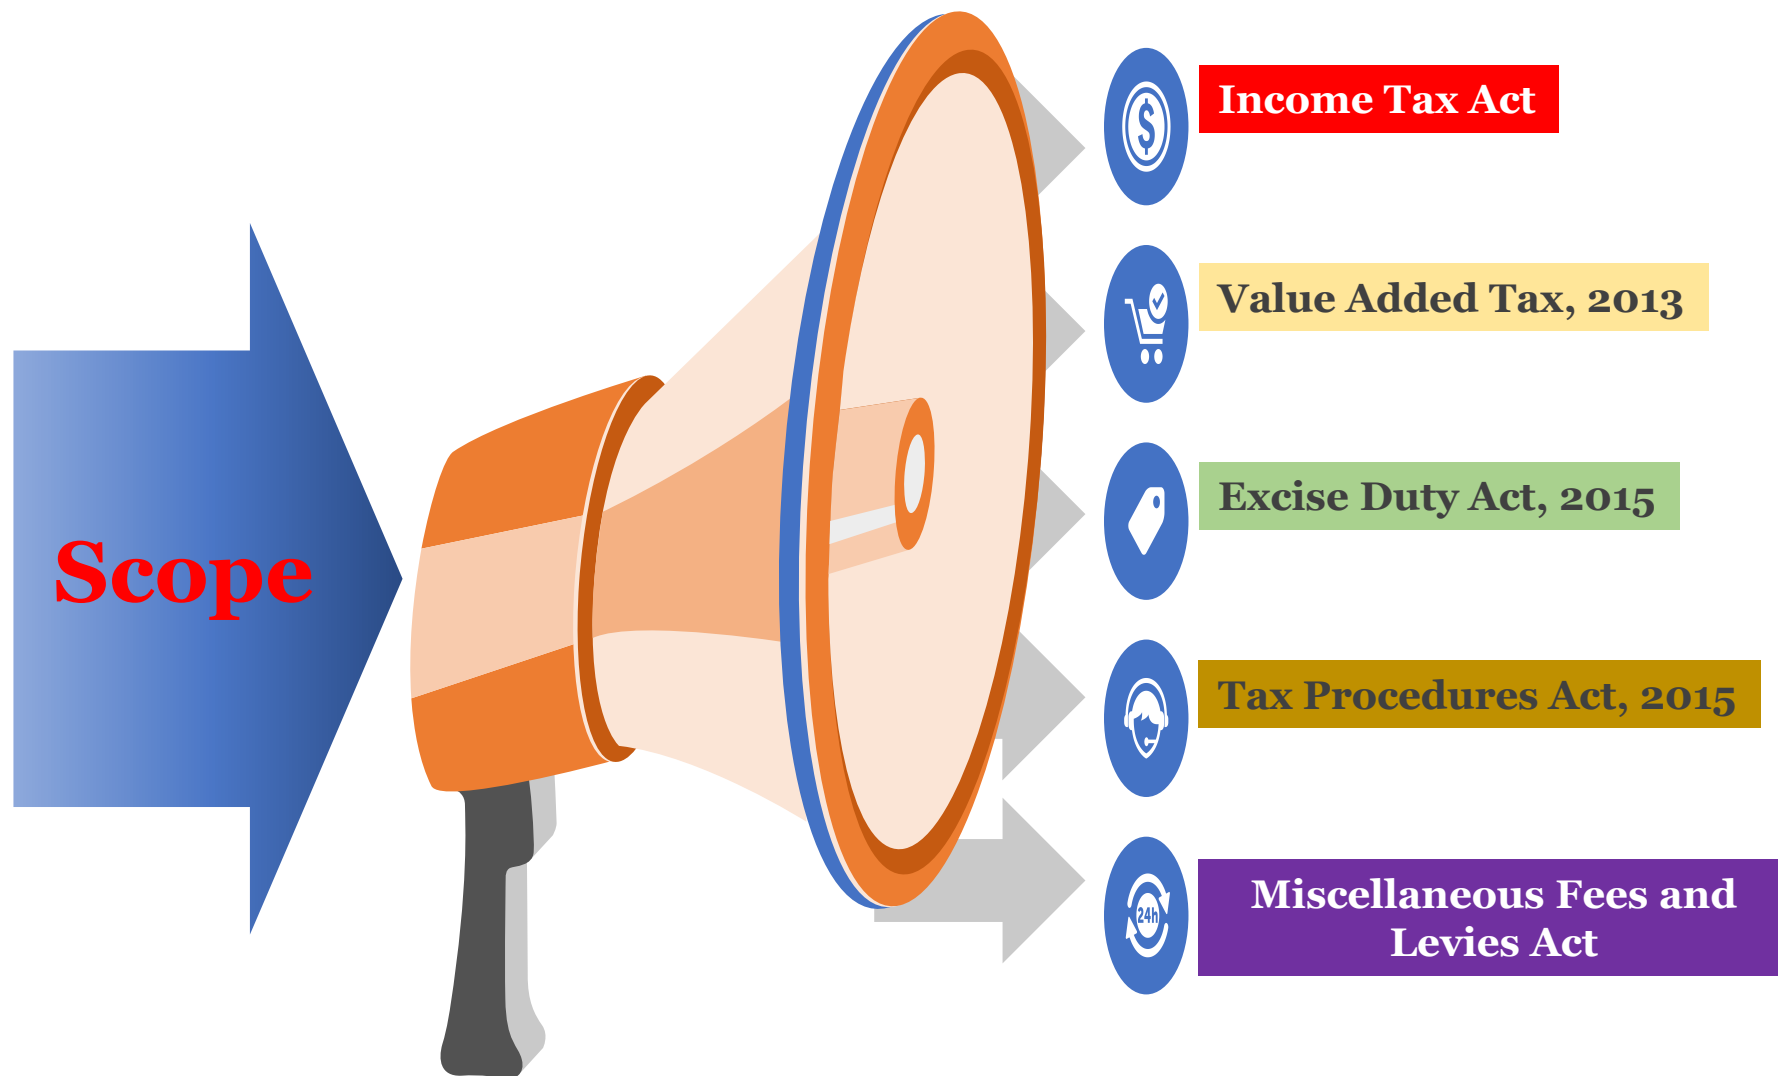 Scope
Income Tax Act
Value Added Tax, 2013
Excise Duty Act, 2015
Tax Procedures Act, 2015
24h
Miscellaneous Fees and
Levies Act